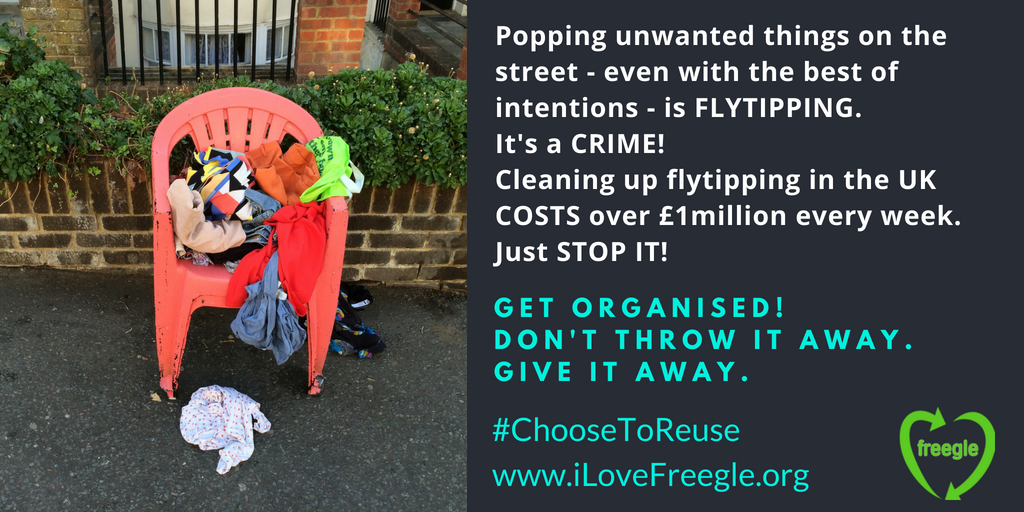 Popping unwanted things on the
street - even with the best of
intentions - is FLYTIPPING.
It's a CRIME!
Cleaning up flytipping in the UK
COSTS over £1million every week.
Just STOP IT!
GET ORGANISED!
DON'T THROW IT AWAY.
GIVE IT AWAY.
#ChooseToReuse
www.iLoveFreegle.org
freegle